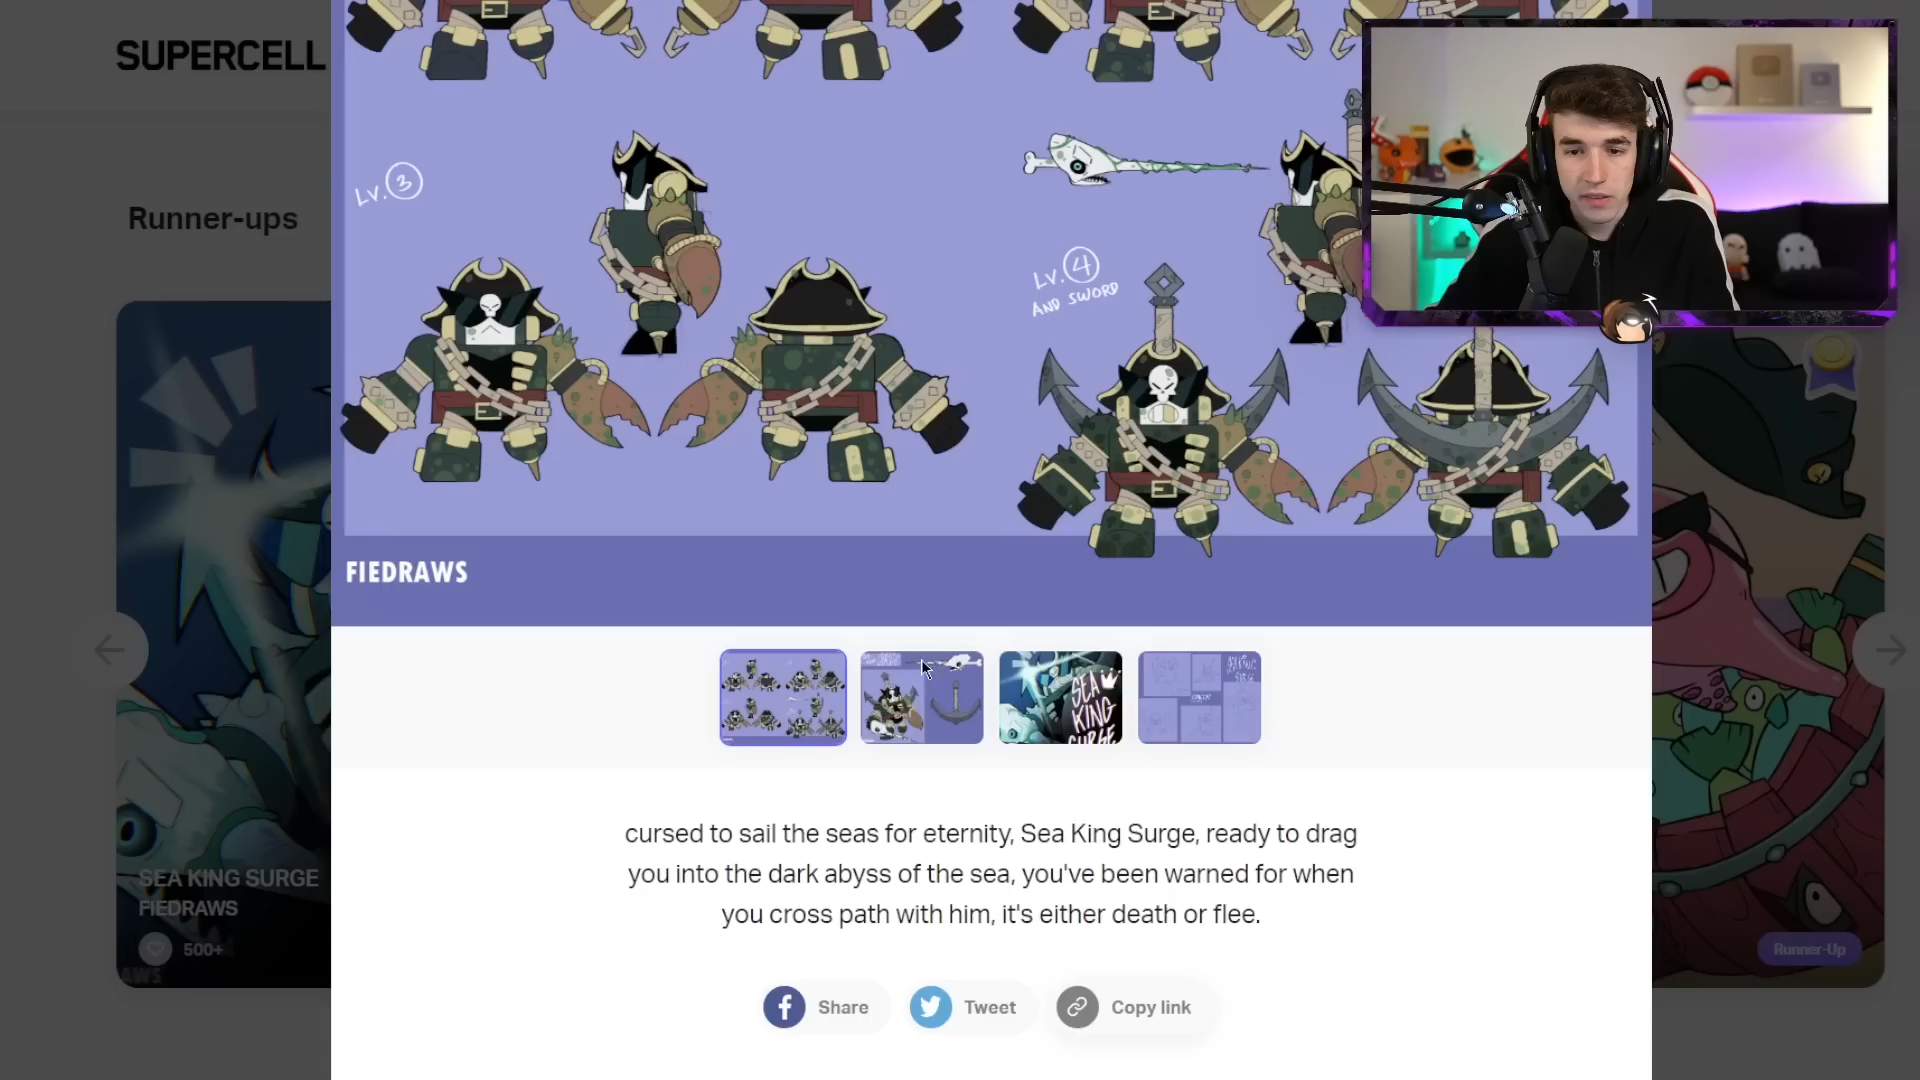 SUPERCELL
Runner-ups
Lv. 3
Lv. 4
AND SWORD
FIEDRAWS
SEA
KING
SURGE
cursed to sail the seas for eternity, Sea King Surge, ready to drag
you into the dark abyss of the sea, you've been warned for when
you cross path with him, it's either death or flee.
Share
Tweet
Copy link
SEA KING SURGE
FIEDRAWS
500+
AWS
Runner-Up